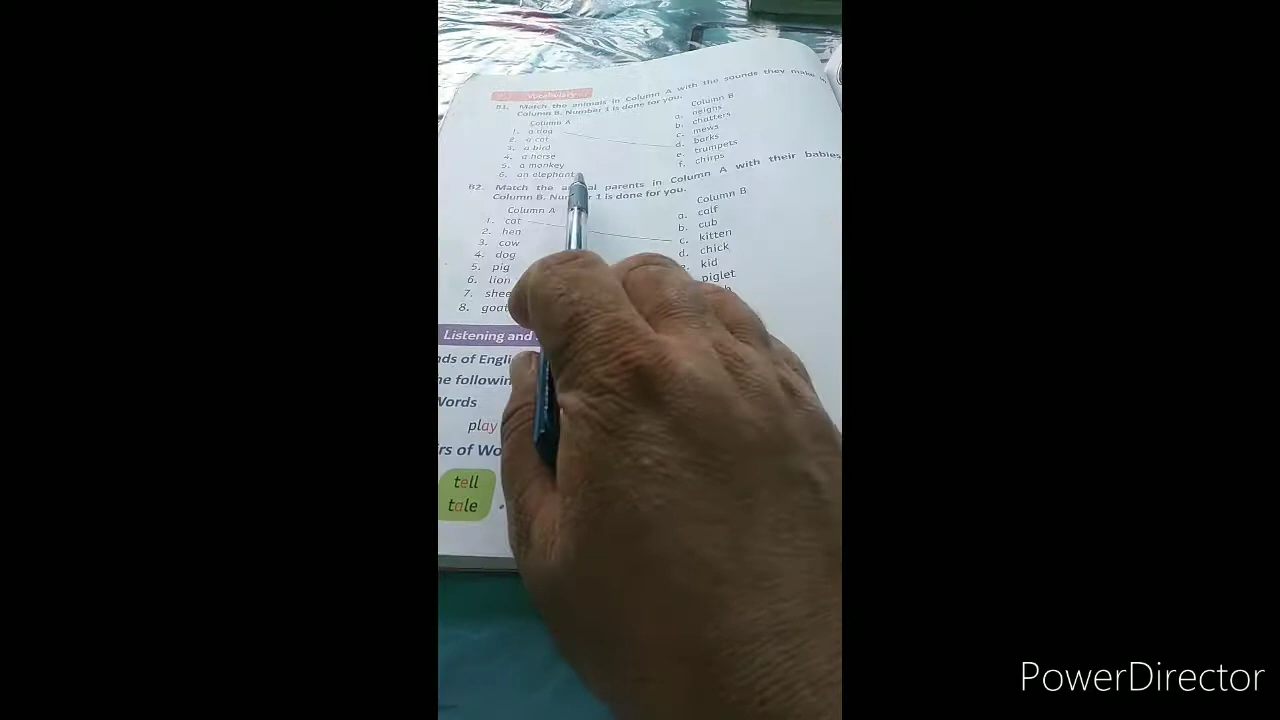 Vocabulary
B1. Match the animals in Column A with the sounds they make in
Column B. Number 1 is done for you.
Column A
1. a dog
2. a cat
3. a bird
4. a horse
5. a monkey
6. an elephant
Column B
a. neighs
b. chatters
c. mews
d. barks
e. trumpets
f. chirps
B2. Match the parents in Column A with their babies
Column B. 1 is done for you.
Column A
1. cat
2. hen
3. cow
4. dog
5. pig
6. lion
7. shee
8. goat
Column B
a. calf
b. cub
c. kitten
d. chick
e. kid
piglet
Listening and
nds of Engli
he followin
Words
play
irs of Wo
tell
tale
PowerDirector